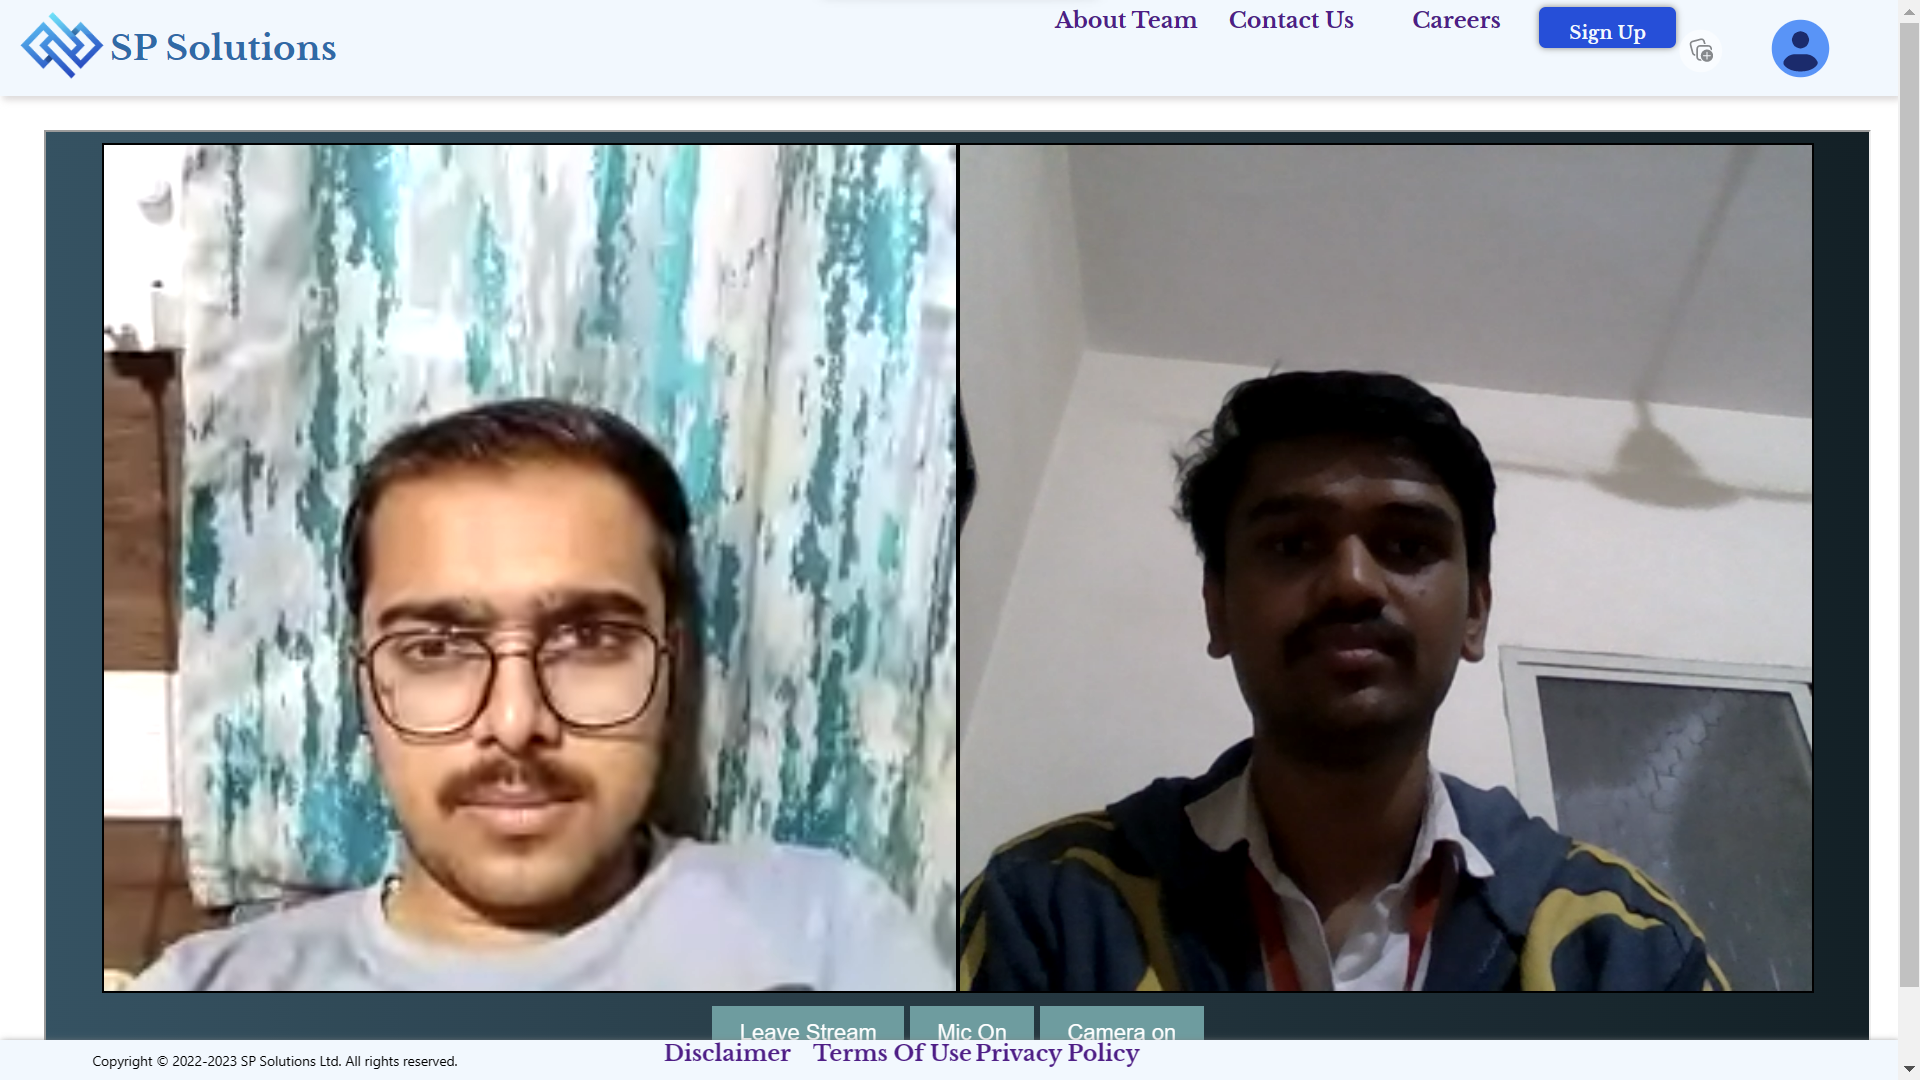 SP Solutions
About Team
Contact Us
Careers
Sign Up
Leave Stream
Mic On
Camera on
Copyright © 2022-2023 SP Solutions Ltd. All rights reserved.
Disclaimer
Terms Of Use
Privacy Policy